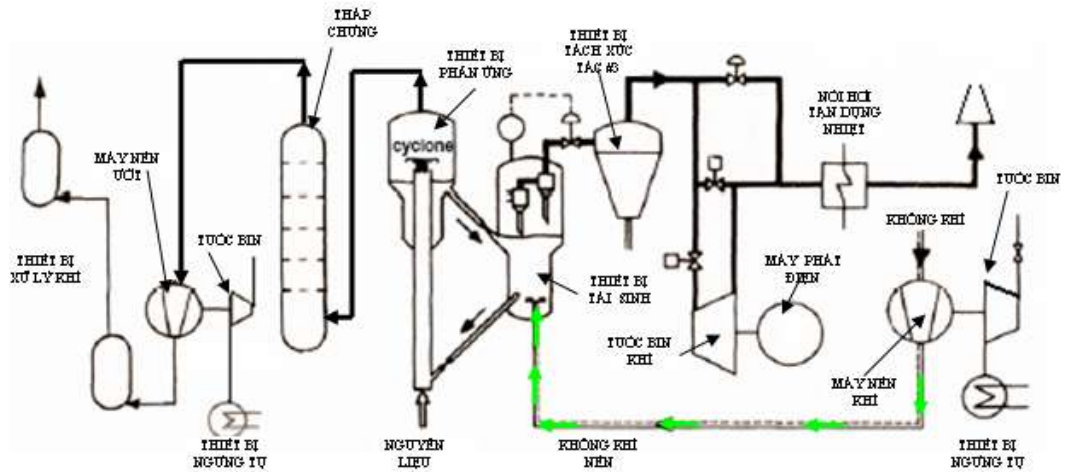 THÁP
CHƯNG
THIẾT BỊ
PHẢN ỨNG
THIẾT BỊ
TÁCH XÚC
TÁC #3
NỒI HƠI
TẬN DỤNG
NHIỆT
cyclone
MÁY NÉN
ƯỚT
TUỐC BIN
KHÔNG KHÍ
TUỐC BIN
THIẾT BỊ
XỬ LÝ KHÍ
THIẾT BỊ
TÁI SINH
MÁY PHÁT
ĐIỆN
TUỐC BIN
KHÍ
MÁY NÉN
KHÍ
THIẾT BỊ
NGƯNG TỤ
NGUYÊN
LIỆU
KHÔNG KHÍ
NÉN
THIẾT BỊ
NGƯNG TỤ